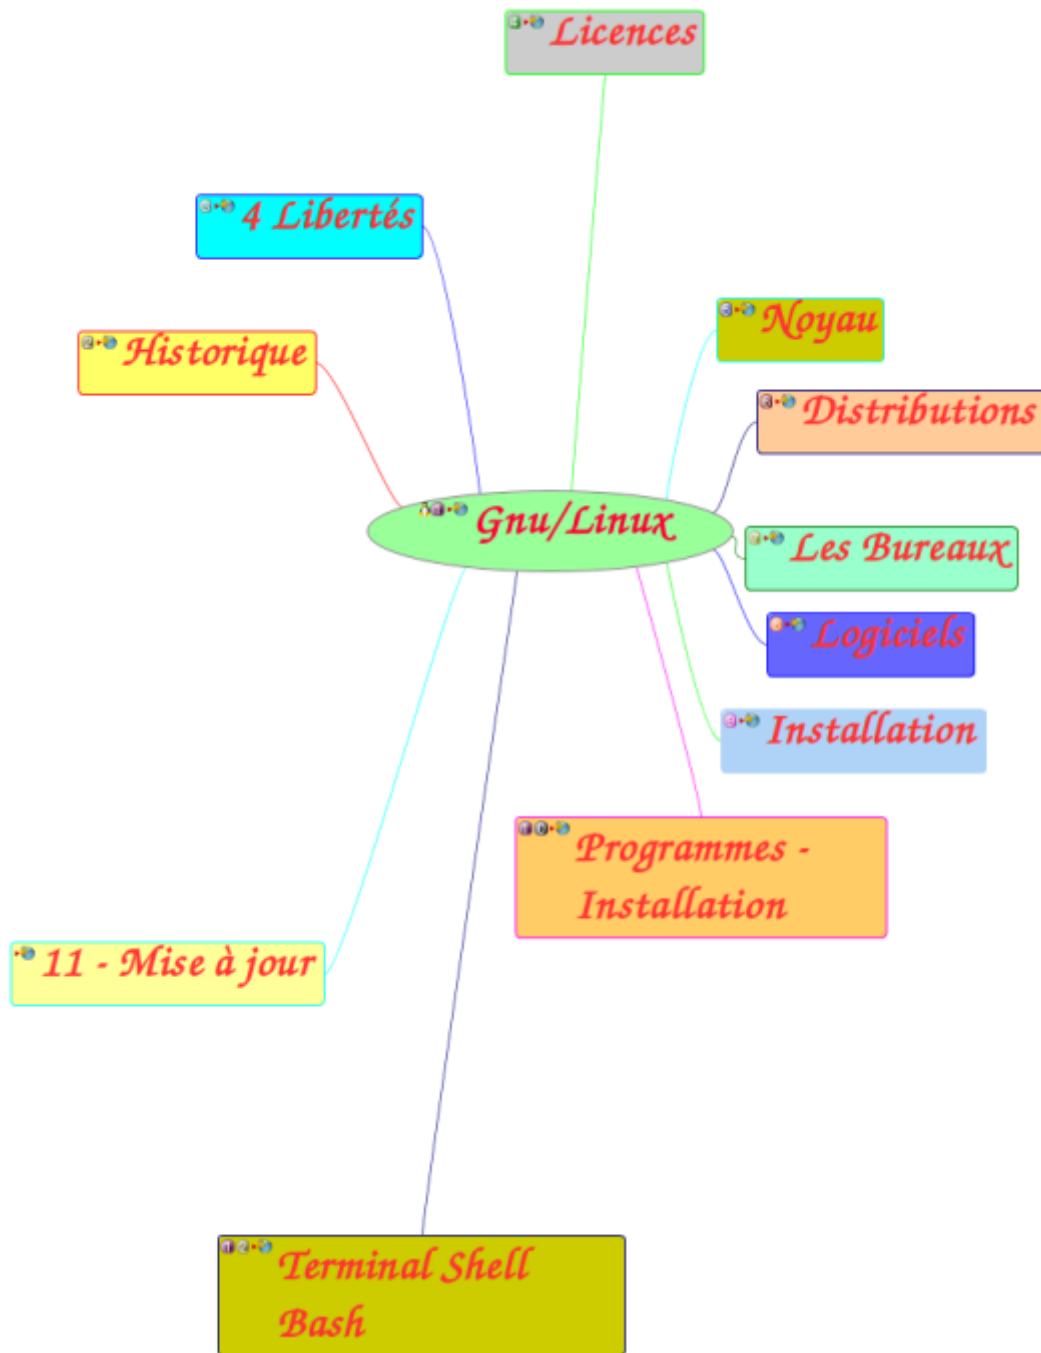 Licences
4 Libertés
Noyau
Historique
Distributions
Gnu/Linux
Les Bureaux
Logiciels
Installation
Programmes -
Installation
11 - Mise à jour
Terminal Shell
Bash